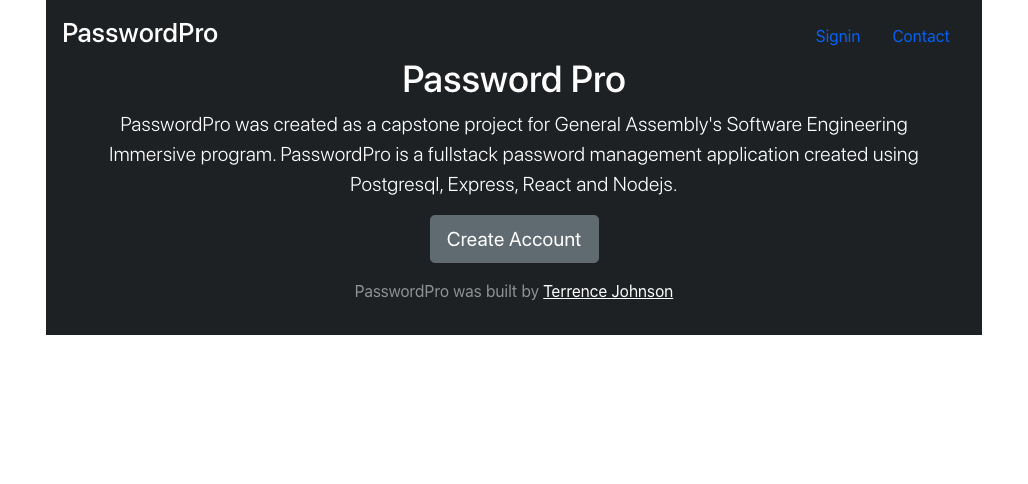 PasswordPro
Signin
Contact
Password Pro
PasswordPro was created as a capstone project for General Assembly's Software Engineering
Immersive program. PasswordPro is a fullstack password management application created using
Postgresql, Express, React and Nodejs.
Create Account
PasswordPro was built by Terrence Johnson